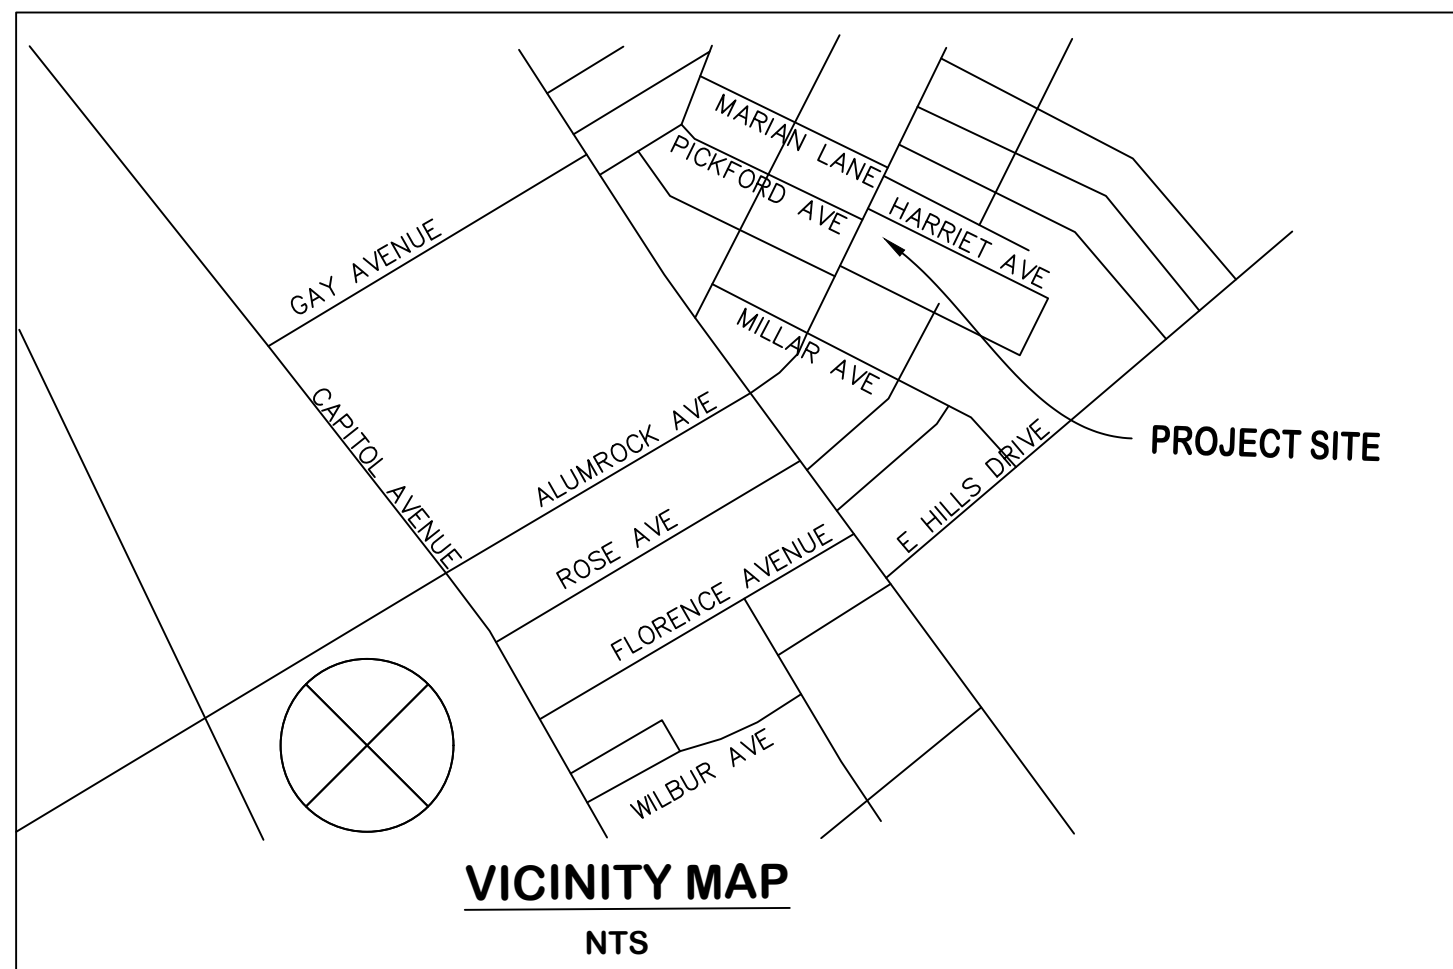 MARIAN LANE
PICKFORD AVE
HARRIET AVE
GAY AVENUE
MILLAR AVE
CAPITOL AVENUE
ALUMROCK AVE
PROJECT SITE
E HILLS DRIVE
ROSE AVE
FLORENCE AVENUE
WILBUR AVE
VICINITY MAP
NTS